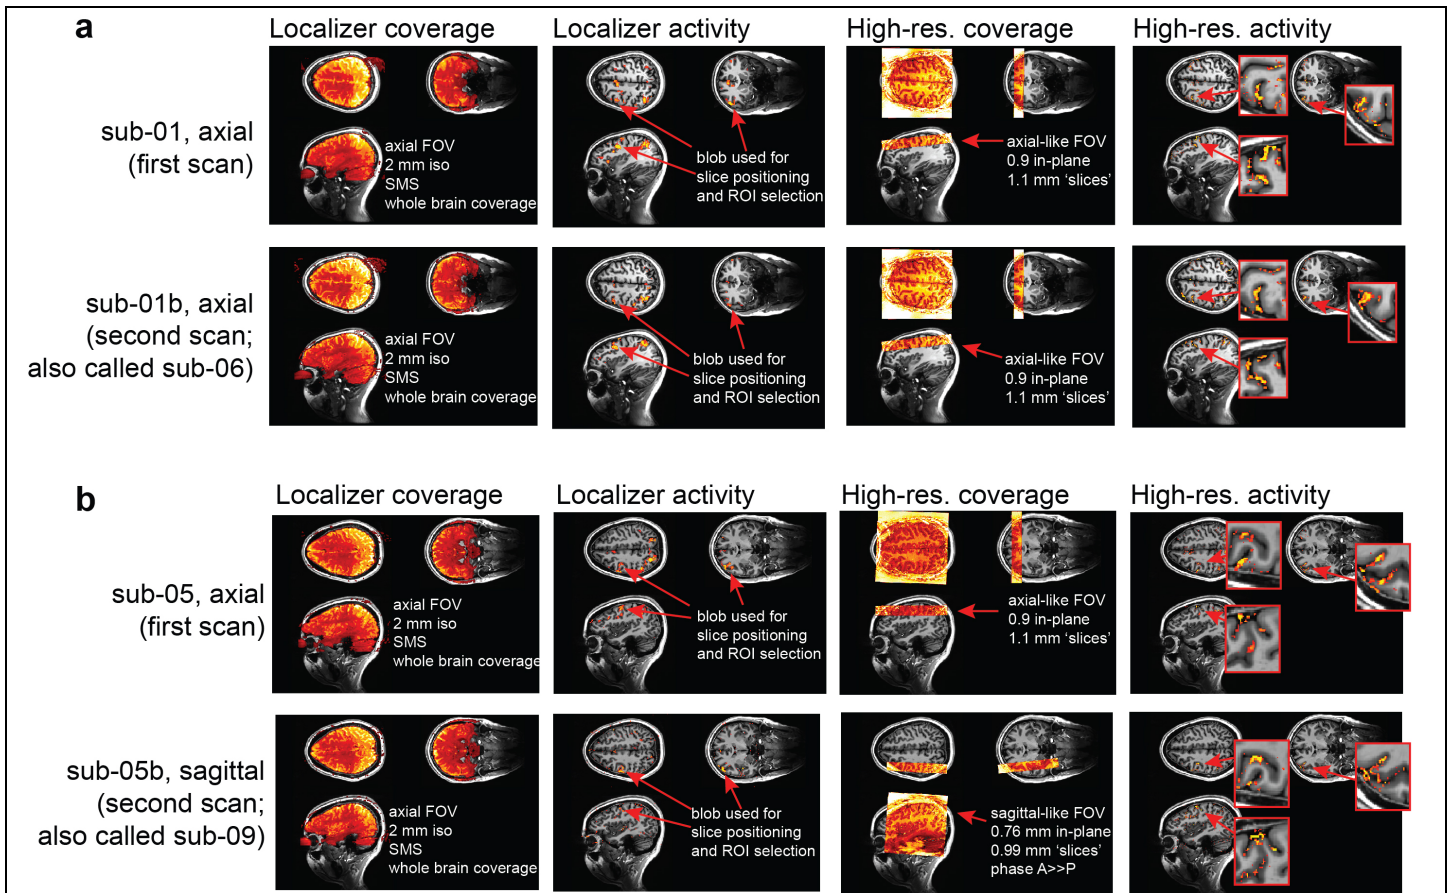 a
Localizer coverage
Localizer activity
High-res. coverage
High-res. activity
sub-01, axial
(first scan)
axial FOV
2 mm iso
SMS
whole brain coverage
blob used for
slice positioning
and ROI selection
axial-like FOV
0.9 in-plane
1.1 mm ‘slices’
sub-01b, axial
(second scan;
also called sub-06)
axial FOV
2 mm iso
SMS
whole brain coverage
blob used for
slice positioning
and ROI selection
axial-like FOV
0.9 in-plane
1.1 mm ‘slices’
b
Localizer coverage
Localizer activity
High-res. coverage
High-res. activity
sub-05, axial
(first scan)
axial FOV
2 mm iso
SMS
whole brain coverage
blob used for
slice positioning
and ROI selection
axial-like FOV
0.9 in-plane
1.1 mm ‘slices’
sub-05b, sagittal
(second scan;
also called sub-09)
axial FOV
2 mm iso
SMS
whole brain coverage
blob used for
slice positioning
and ROI selection
sagittal-like FOV
0.76 mm in-plane
0.99 mm ‘slices’
phase A>>P